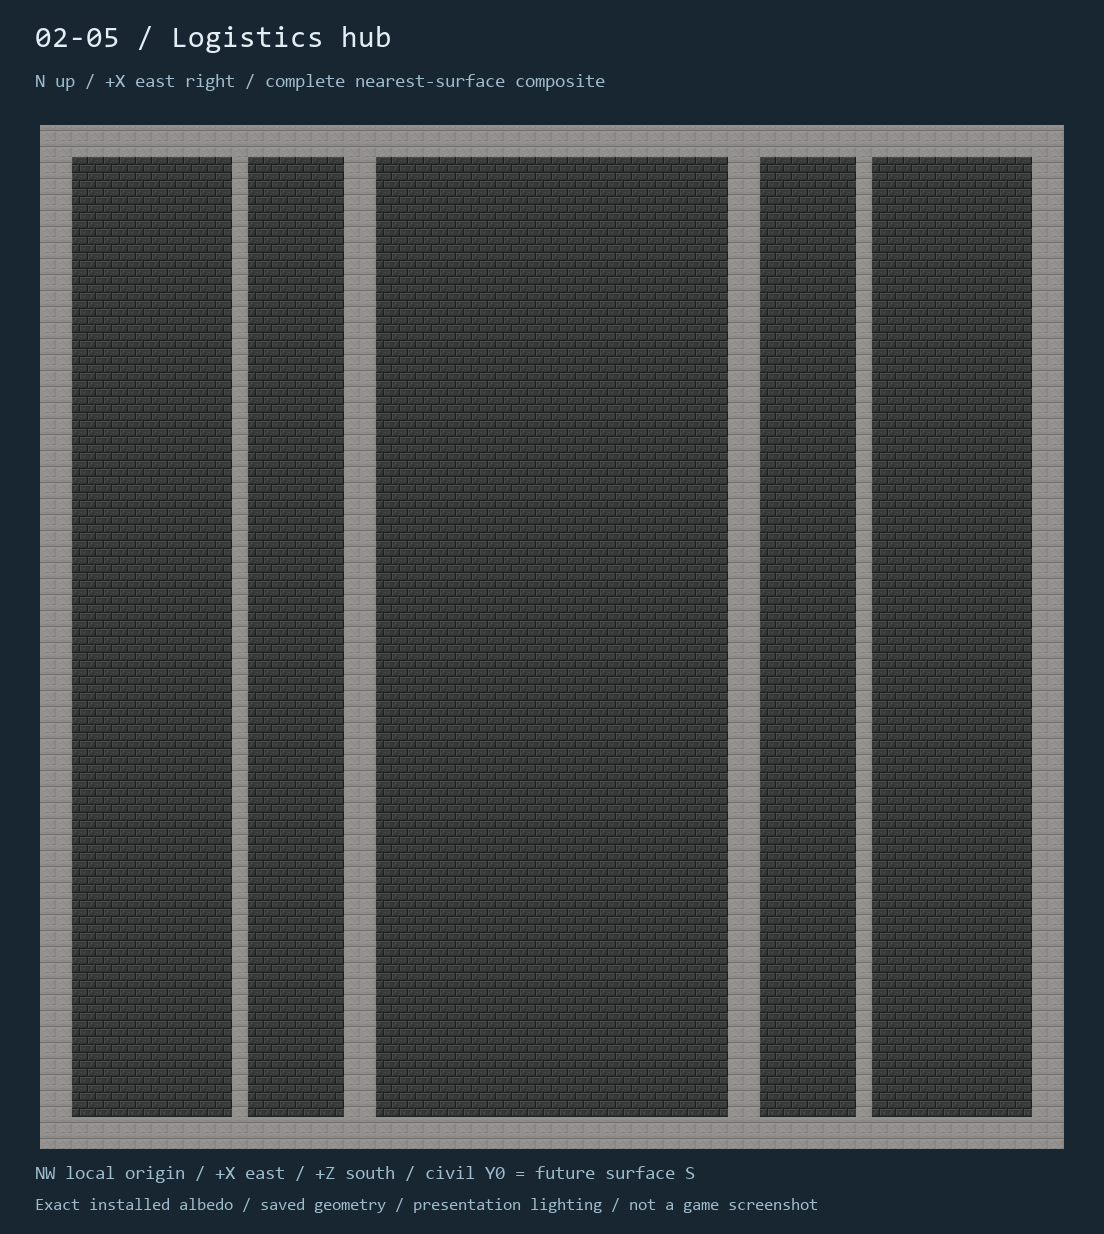 02-05 / Logistics hub
N up / +X east right / complete nearest-surface composite
NW local origin / +X east / +Z south / civil Y0 = future surface S
Exact installed albedo / saved geometry / presentation lighting / not a game screenshot